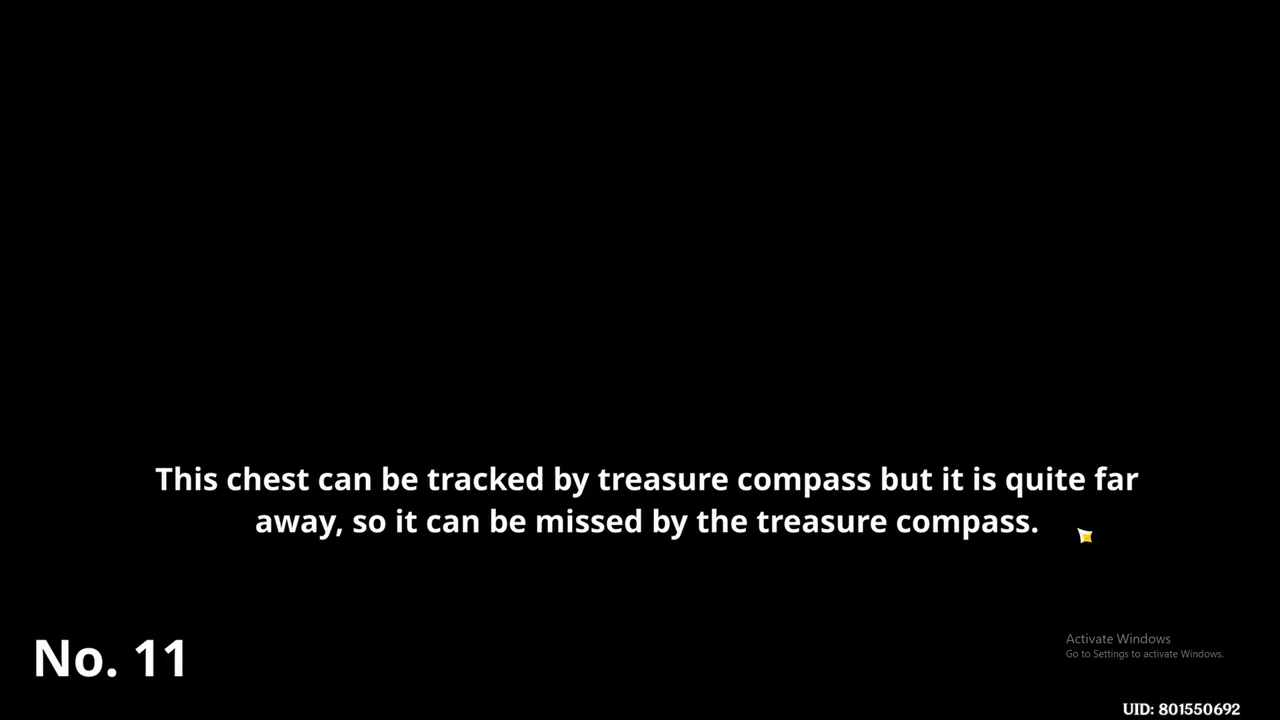 This chest can be tracked by treasure compass but it is quite far
away, so it can be missed by the treasure compass.
No. 11
Activate Windows
Go to Settings to activate Windows.
UID: 801550692